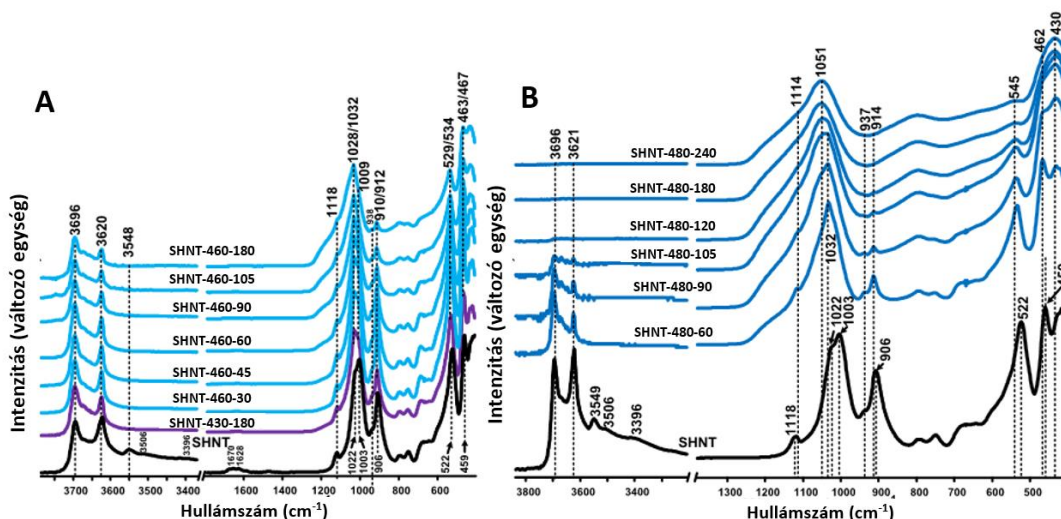 A
Intenzitás (változó egység)
3696
3620
3548
1118
1028/1032
1009
938
910/912
529/534
463/467
SHNT-460-180
SHNT-460-105
SHNT-460-90
SHNT-460-60
SHNT-460-45
SHNT-460-30
SHNT-430-180
SHNT
3506
3396
1670
1628
1022
1003
906
522
459
3700 3600 3500 3400 1600 1400 1200 1000 800 600
Hullámszám (cm⁻¹)
B
Intenzitás (változó egység)
3696
3621
1114
1051
937
914
545
462
430
SHNT-480-240
SHNT-480-180
SHNT-480-120
SHNT-480-105
SHNT-480-90
SHNT-480-60
1032
1022
1003
906
522
3549
3506
3396
1118
SHNT
3800 3600 3400 1300 1200 1100 1000 900 800 700 600 500
Hullámszám (cm⁻¹)